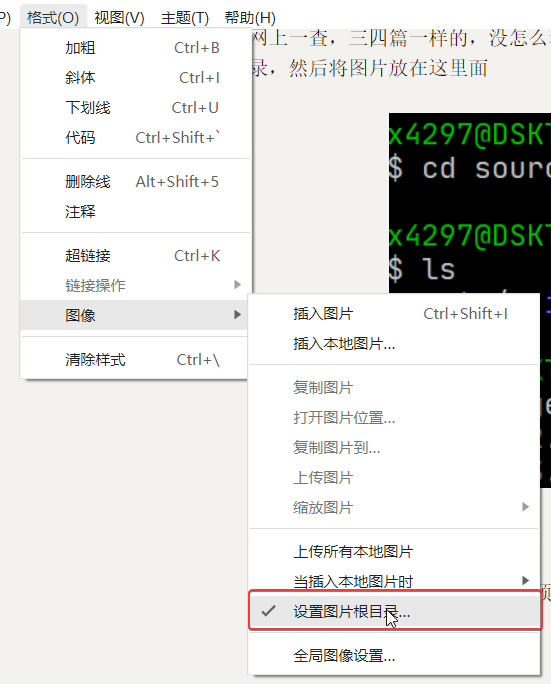 P) 格式(O) 视图(V) 主题(T) 帮助(H)
网上一查，三四篇一样的，没怎么
录，然后将图片放在这里面
加粗 Ctrl+B
斜体 Ctrl+I
下划线 Ctrl+U
代码 Ctrl+Shift+`
删除线 Alt+Shift+5
注释
超链接 Ctrl+K
链接操作
图像
清除样式 Ctrl+\
x4297@DSKT
$ cd sourc
x4297@DSKT
$ ls
插入图片 Ctrl+Shift+I
插入本地图片...
复制图片
打开图片位置...
复制图片到...
上传图片
缩放图片
上传所有本地图片
当插入本地图片时
设置图片根目录...
全局图像设置...